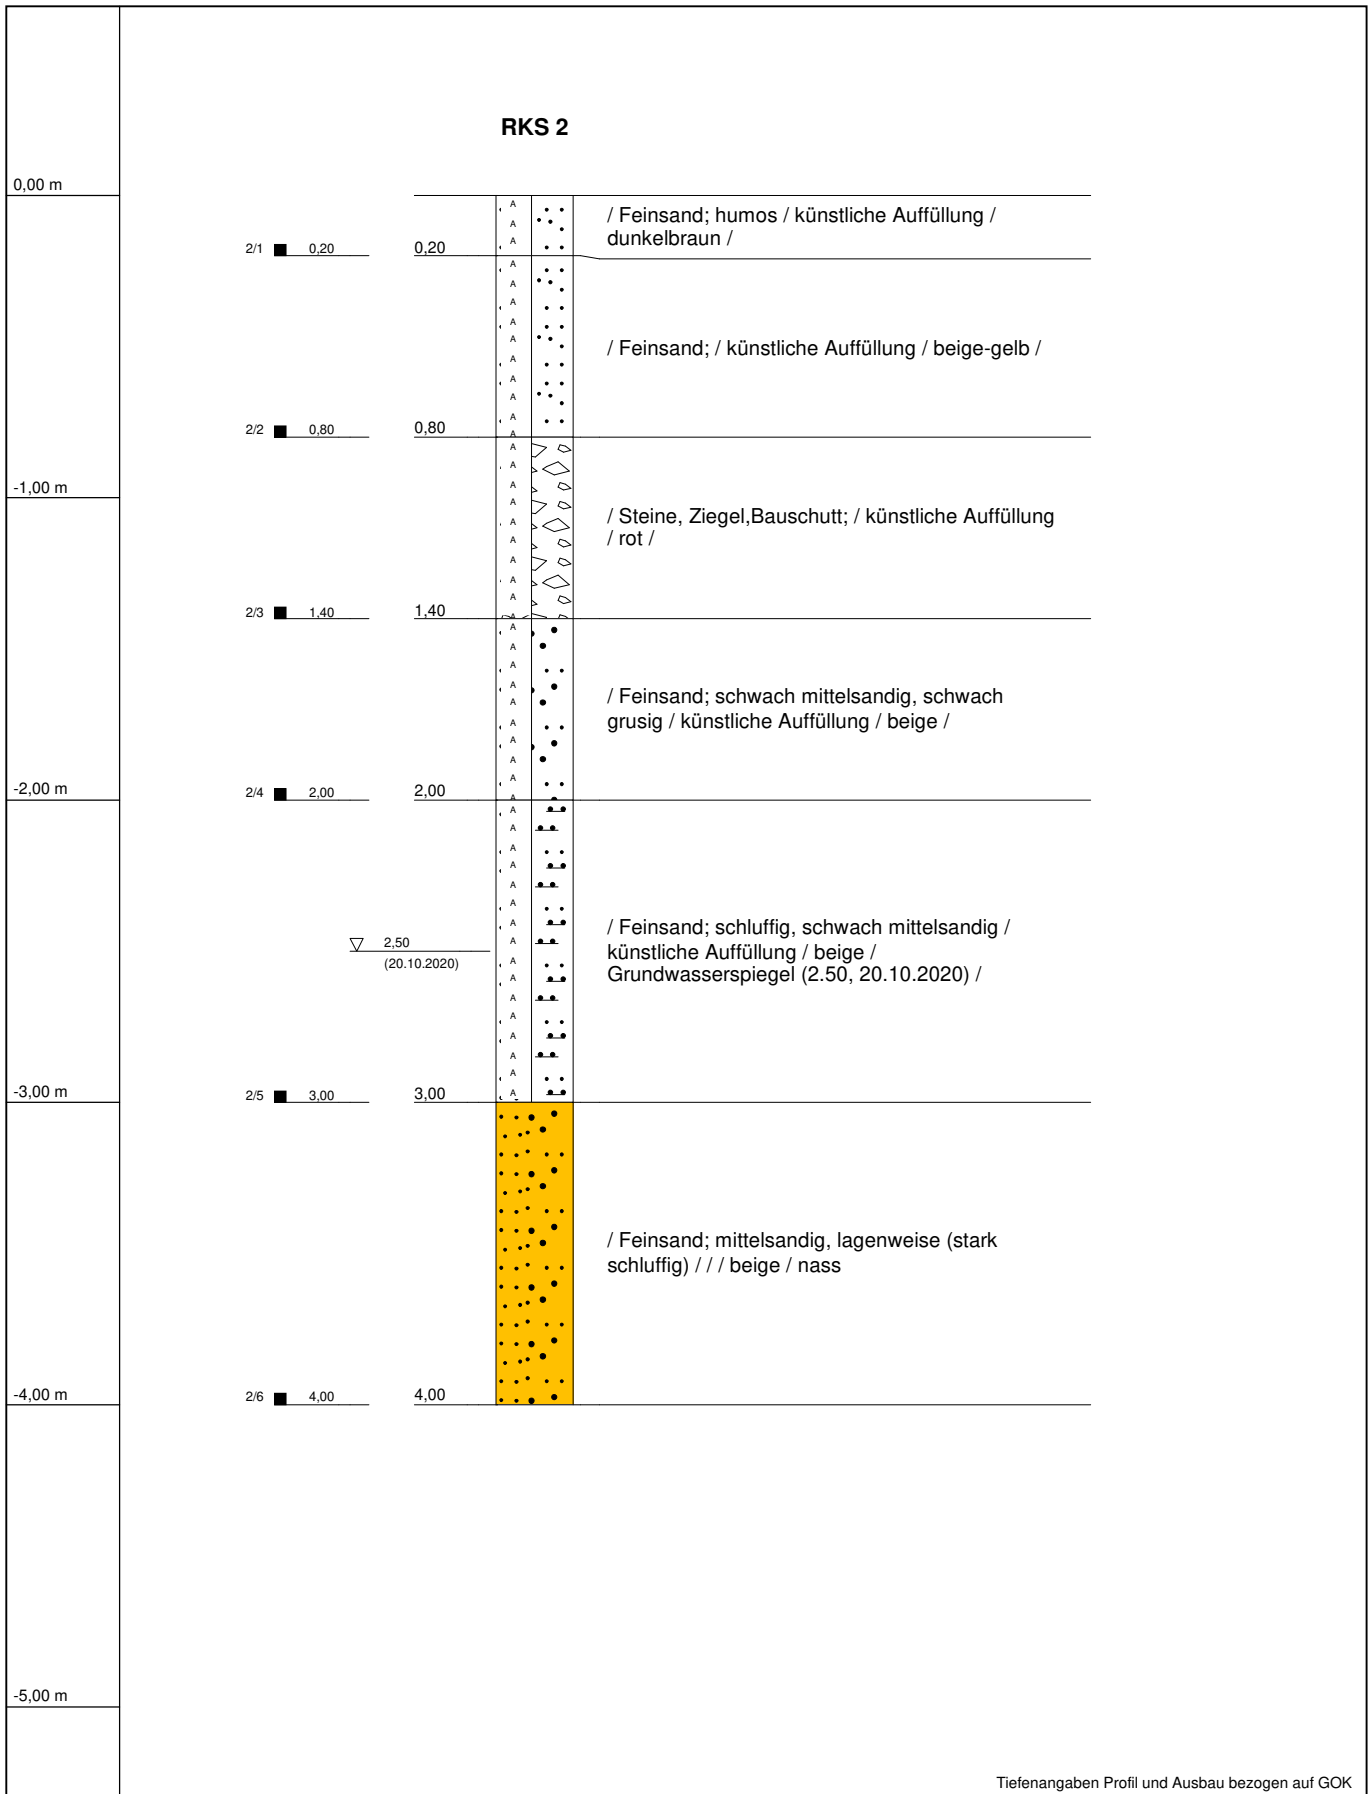 RKS 2
0,00 m
/ Feinsand; humos / künstliche Auffüllung /
dunkelbraun /
2/1 0,20 0,20
/ Feinsand; / künstliche Auffüllung / beige-gelb /
2/2 0,80 0,80
-1,00 m
/ Steine, Ziegel,Bauschutt; / künstliche Auffüllung
/ rot /
2/3 1,40 1,40
/ Feinsand; schwach mittelsandig, schwach
grusig / künstliche Auffüllung / beige /
-2,00 m 2/4 2,00 2,00
/ Feinsand; schluffig, schwach mittelsandig /
künstliche Auffüllung / beige /
Grundwasserspiegel (2.50, 20.10.2020) /
2,50
(20.10.2020)
-3,00 m 2/5 3,00 3,00
/ Feinsand; mittelsandig, lagenweise (stark
schluffig) / / / beige / nass
-4,00 m 2/6 4,00 4,00
-5,00 m
Tiefenangaben Profil und Ausbau bezogen auf GOK